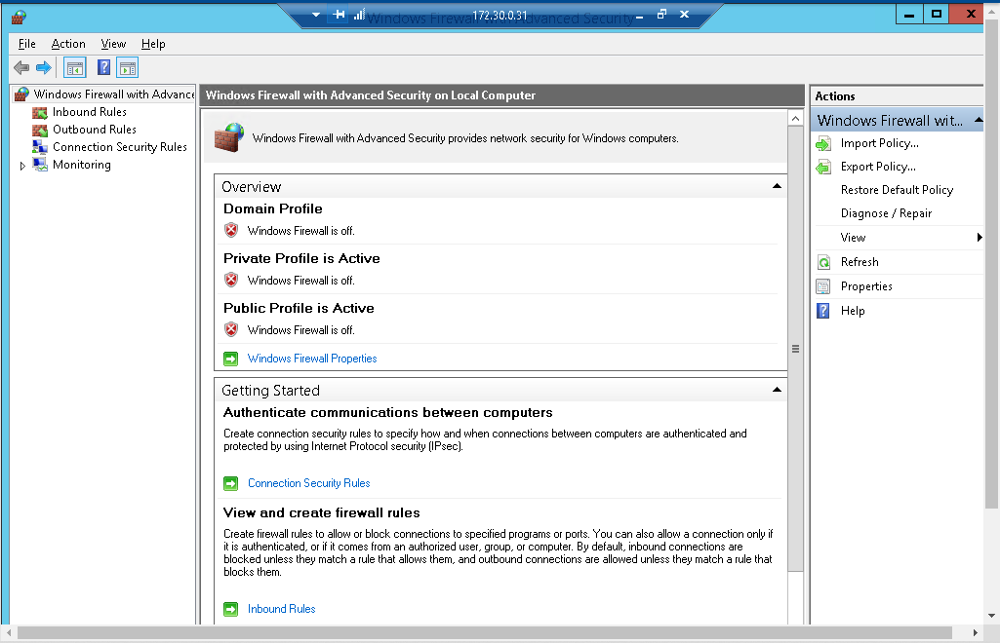 Windows Firewall with Advanced Security
172.30.0.31
File Action View Help
Windows Firewall with Advance
Inbound Rules
Outbound Rules
Connection Security Rules
Monitoring
Windows Firewall with Advanced Security on Local Computer
Windows Firewall with Advanced Security provides network security for Windows computers.
Overview
Domain Profile
Windows Firewall is off.
Private Profile is Active
Windows Firewall is off.
Public Profile is Active
Windows Firewall is off.
Windows Firewall Properties
Getting Started
Authenticate communications between computers
Create connection security rules to specify how and when connections between computers are authenticated and
protected by using Internet Protocol security (IPsec).
Connection Security Rules
View and create firewall rules
Create firewall rules to allow or block connections to specified programs or ports. You can also allow a connection only if
it is authenticated, or if it comes from an authorized user, group, or computer. By default, inbound connections are
blocked unless they match a rule that allows them, and outbound connections are allowed unless they match a rule that
blocks them.
Inbound Rules
Actions
Windows Firewall wit...
Import Policy...
Export Policy...
Restore Default Policy
Diagnose / Repair
View
Refresh
Properties
Help